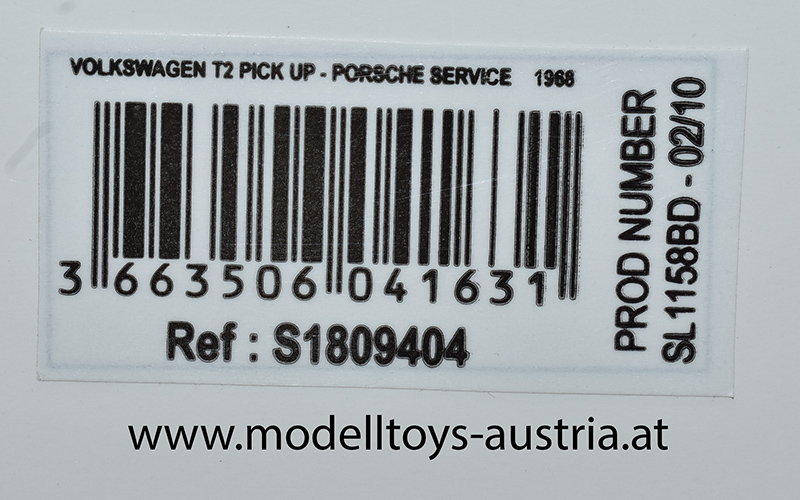 VOLKSWAGEN T2 PICK UP - PORSCHE SERVICE 1968
3 663506 041631
Ref : S1809404
PROD NUMBER
SL1158BD - 02/10
www.modelltoys-austria.at